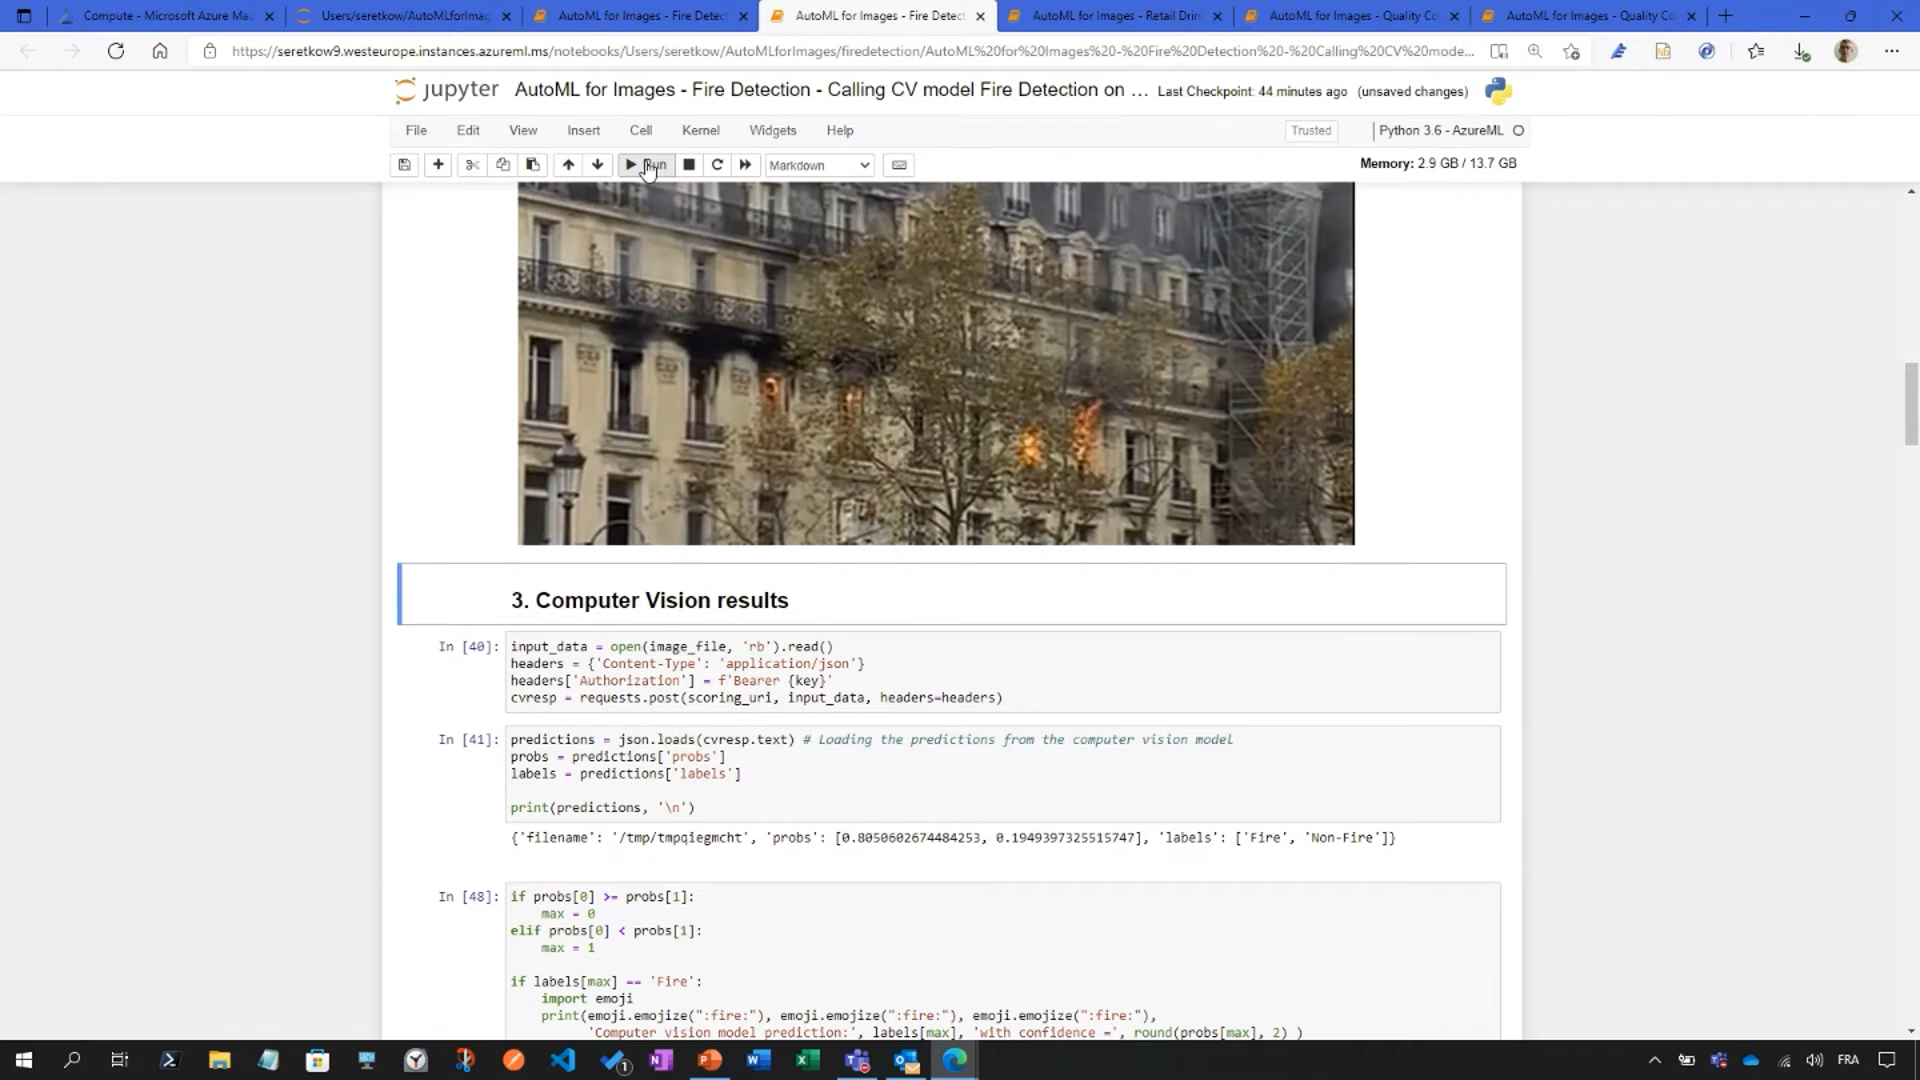 Compute - Microsoft Azure Mac
Users/seretkow/AutoMLforImag
AutoML for Images - Fire Detect
AutoML for Images - Fire Detect
AutoML for Images - Retail Drin
AutoML for Images - Quality Co
AutoML for Images - Quality Co
https://seretkow9.westeurope.instances.azureml.ms/notebooks/Users/seretkow/AutoMLforImages/firedetection/AutoML%20for%20Images%20-%20Fire%20Detection%20-%20Calling%20CV%20mode...
jupyter AutoML for Images - Fire Detection - Calling CV model Fire Detection on ... Last Checkpoint: 44 minutes ago (unsaved changes)
File Edit View Insert Cell Kernel Widgets Help Trusted Python 3.6 - AzureML
Run Markdown Memory: 2.9 GB / 13.7 GB
3. Computer Vision results
In [40]: input_data = open(image_file, 'rb').read()
headers = {'Content-Type': 'application/json'}
headers['Authorization'] = f'Bearer {key}'
cvresp = requests.post(scoring_uri, input_data, headers=headers)
In [41]: predictions = json.loads(cvresp.text) # Loading the predictions from the computer vision model
probs = predictions['probs']
labels = predictions['labels']
print(predictions, '\n')
{'filename': '/tmp/tmpqiegmcht', 'probs': [0.8050602674484253, 0.1949397325515747], 'labels': ['Fire', 'Non-Fire']}
In [48]: if probs[0] >= probs[1]:
max = 0
elif probs[0] < probs[1]:
max = 1
if labels[max] == 'Fire':
import emoji
print(emoji.emojize(":fire:"), emoji.emojize(":fire:"), emoji.emojize(":fire:"),
'Computer vision model prediction:', labels[max], 'with confidence =', round(probs[max], 2) )
FRA